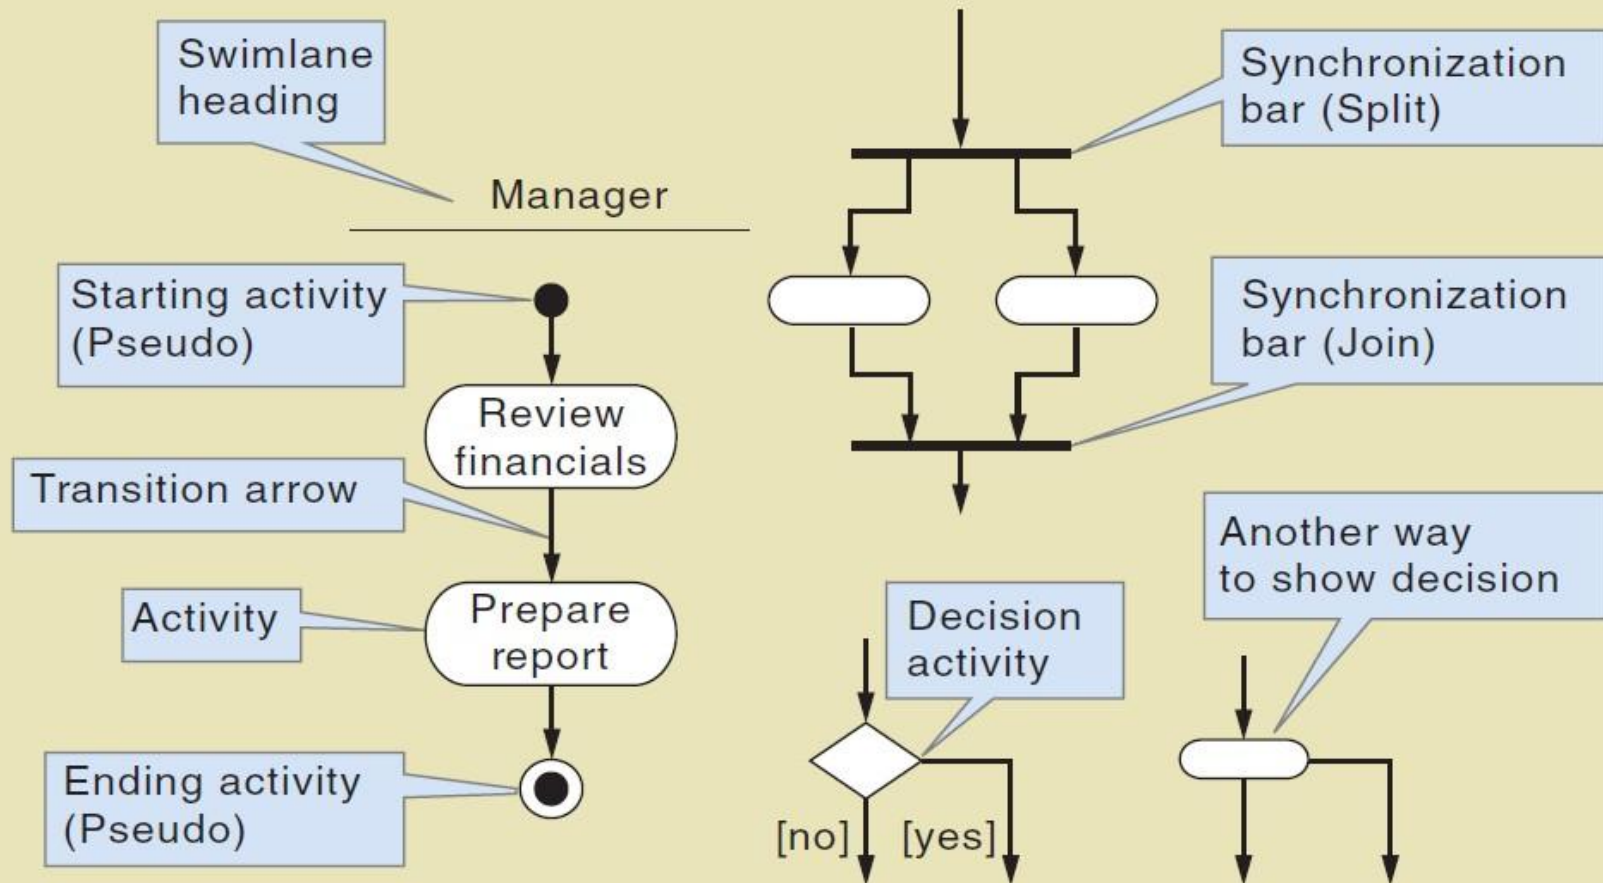 Swimlane
heading
Manager
Starting activity
(Pseudo)
Review
financials
Transition arrow
Activity
Prepare
report
Ending activity
(Pseudo)
Synchronization
bar (Split)
Synchronization
bar (Join)
Decision
activity
[no]
[yes]
Another way
to show decision